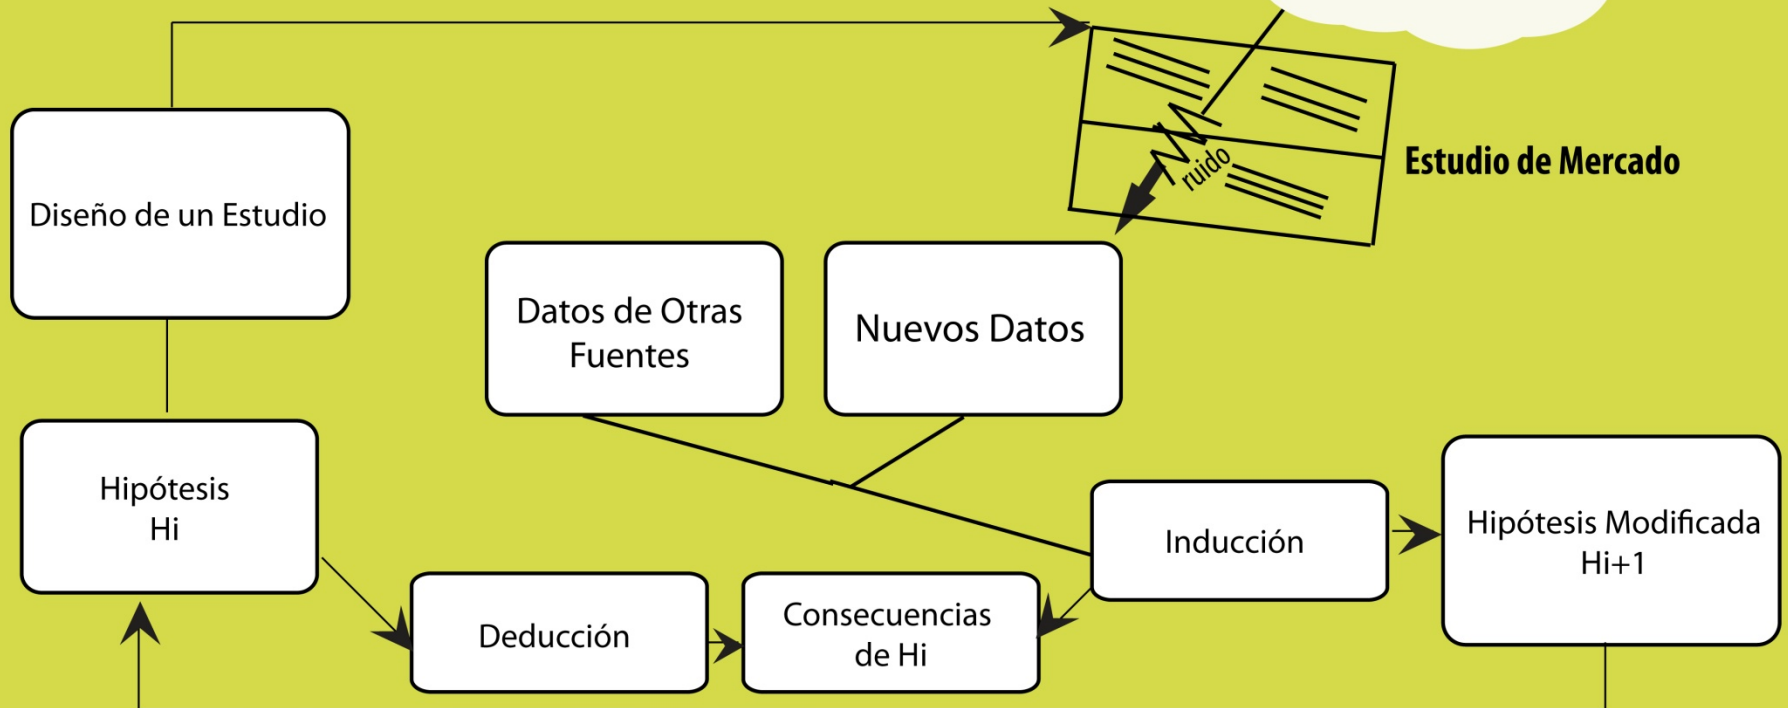 Estudio de Mercado
ruido
Diseño de un Estudio
Datos de Otras
Fuentes
Nuevos Datos
Hipótesis
Hi
Deducción
Consecuencias
de Hi
Inducción
Hipótesis Modificada
Hi+1